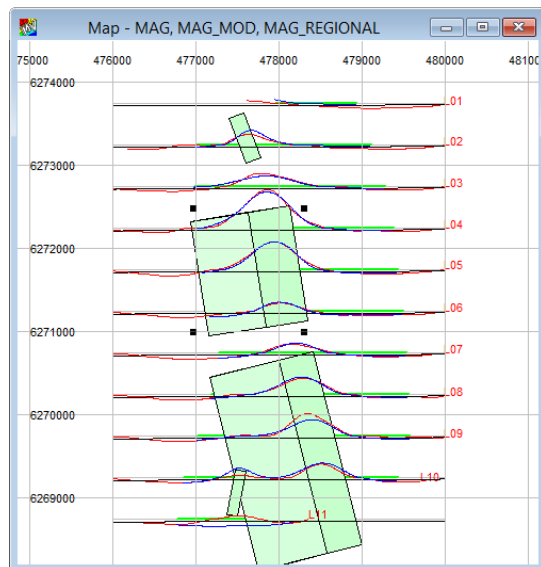 Map - MAG, MAG_MOD, MAG_REGIONAL
75000 476000 477000 478000 479000 480000 48100
6274000
L01
L02
6273000
L03
L04
6272000
L05
L06
6271000
L07
L08
6270000
L09
L10
6269000
L11